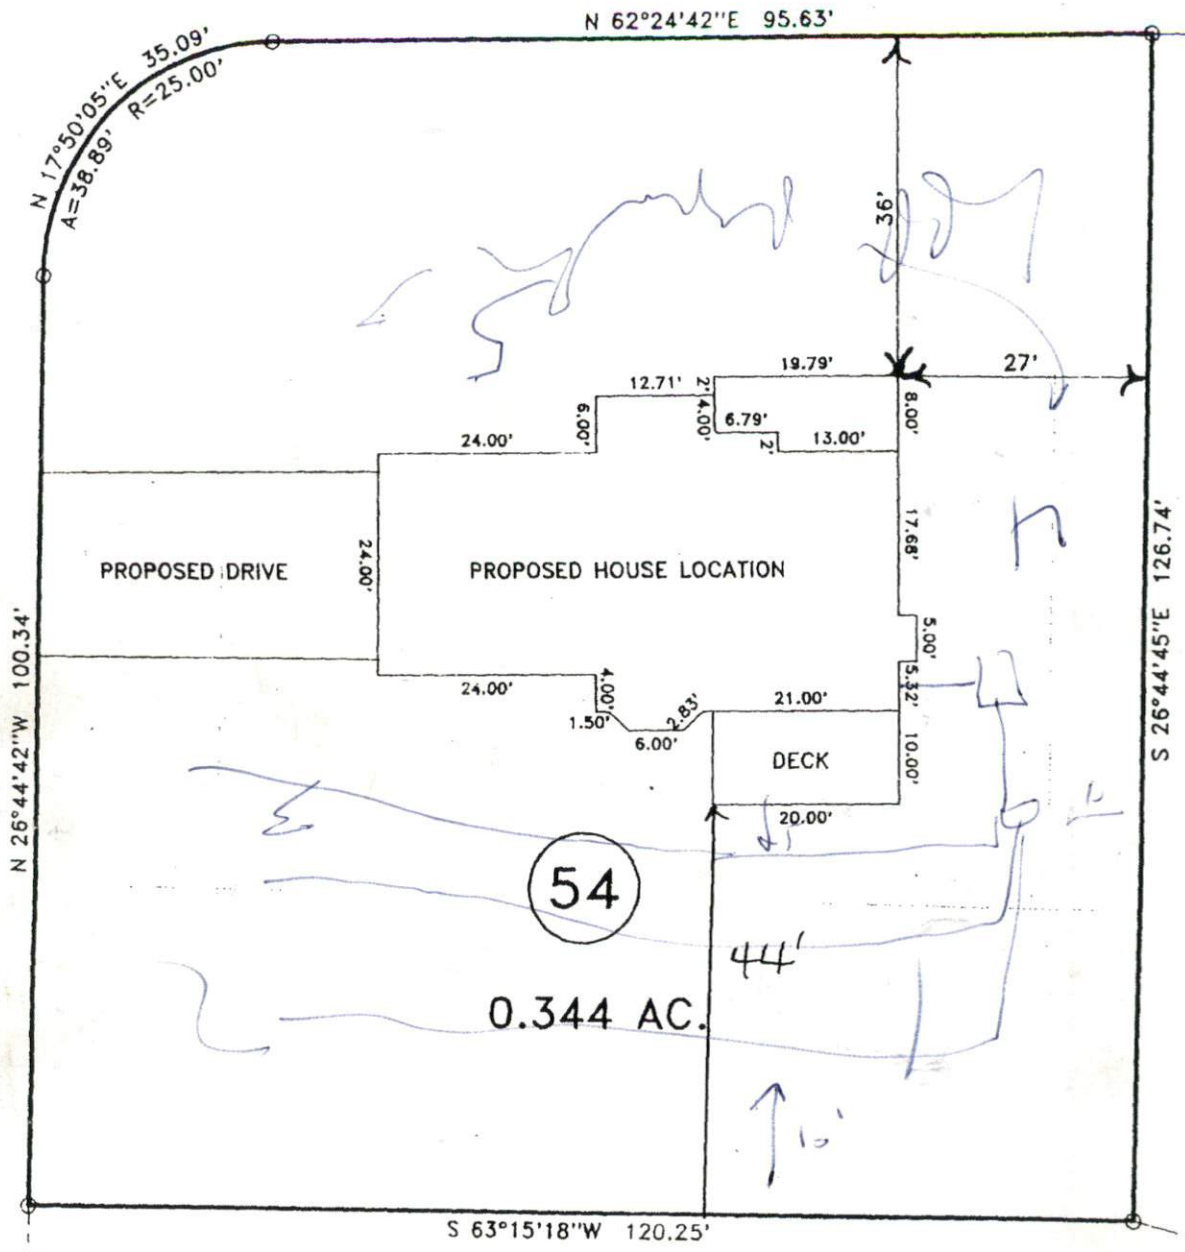 N 62°24'42"E 95.63'
N 17°50'05"E 35.09'
A=38.89' R=25.00'
36'
27'
19.79'
12.71'
2'
4.00'
8.00'
6.00'
6.79'
2'
13.00'
24.00'
17.68'
24.00'
PROPOSED DRIVE
PROPOSED HOUSE LOCATION
N 26°44'42"W 100.34'
S 26°44'45"E 126.74'
5.00'
5.32'
24.00'
4.00'
1.50'
6.00'
2.83'
21.00'
DECK
10.00'
20.00'
54
44'
0.344 AC.
10'
S 63°15'18"W 120.25'